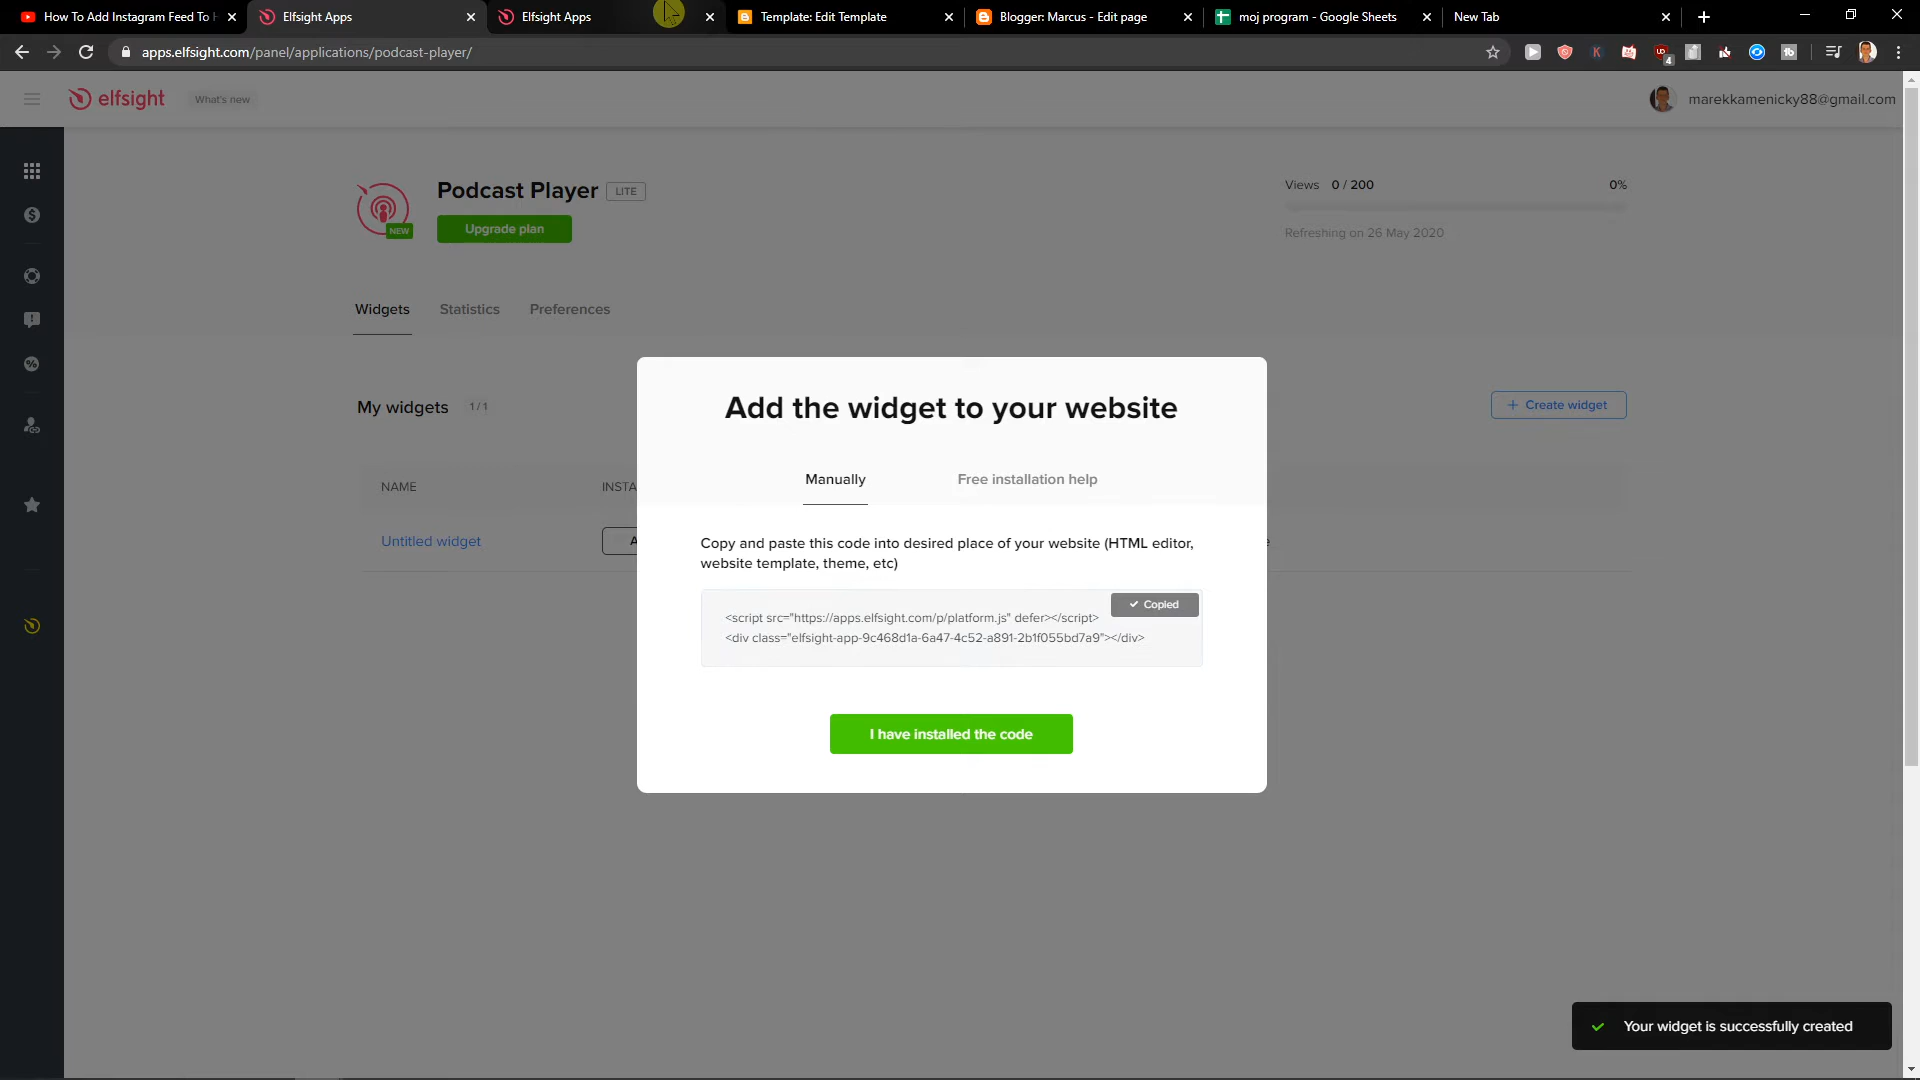 How To Add Instagram Feed To H
Elfsight Apps
Elfsight Apps
Template: Edit Template
Blogger: Marcus - Edit page
moj program - Google Sheets
New Tab
apps.elfsight.com/panel/applications/podcast-player/
4
elfsight
What's new
marekkamenicky88@gmail.com
Podcast Player LITE
NEW
Upgrade plan
Views 0 / 200 0%
Refreshing on 26 May 2020
Widgets Statistics Preferences
My widgets 1 / 1
+ Create widget
NAME INSTA
Untitled widget
A
Add the widget to your website
Manually Free installation help
Copy and paste this code into desired place of your website (HTML editor,
website template, theme, etc)
Copied
<script src="https://apps.elfsight.com/p/platform.js" defer></script>
<div class="elfsight-app-9c468d1a-6a47-4c52-a891-2b1f055bd7a9"></div>
I have installed the code
Your widget is successfully created